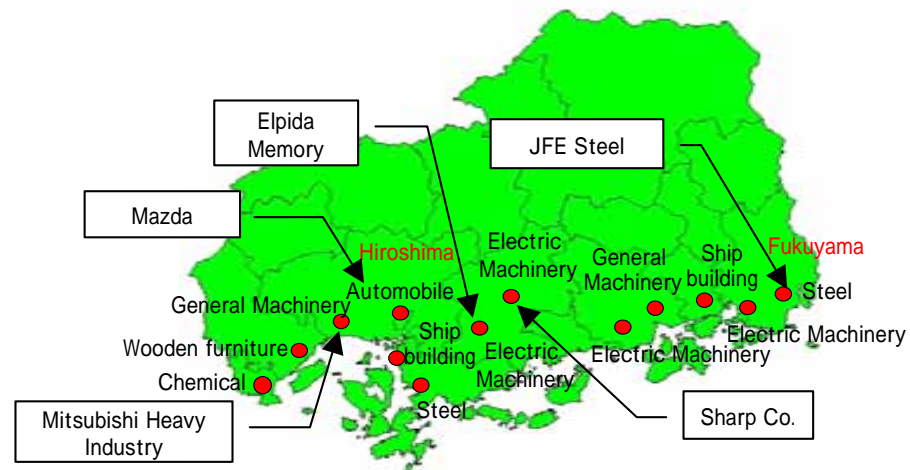 Elpida
Memory
JFE Steel
Mazda
Hiroshima
Electric
Machinery
General
Machinery
Ship
building
Fukuyama
General Machinery
Automobile
Steel
Ship
building
Electric Machinery
Wooden furniture
Electric
Machinery
Electric Machinery
Chemical
Steel
Mitsubishi Heavy
Industry
Sharp Co.